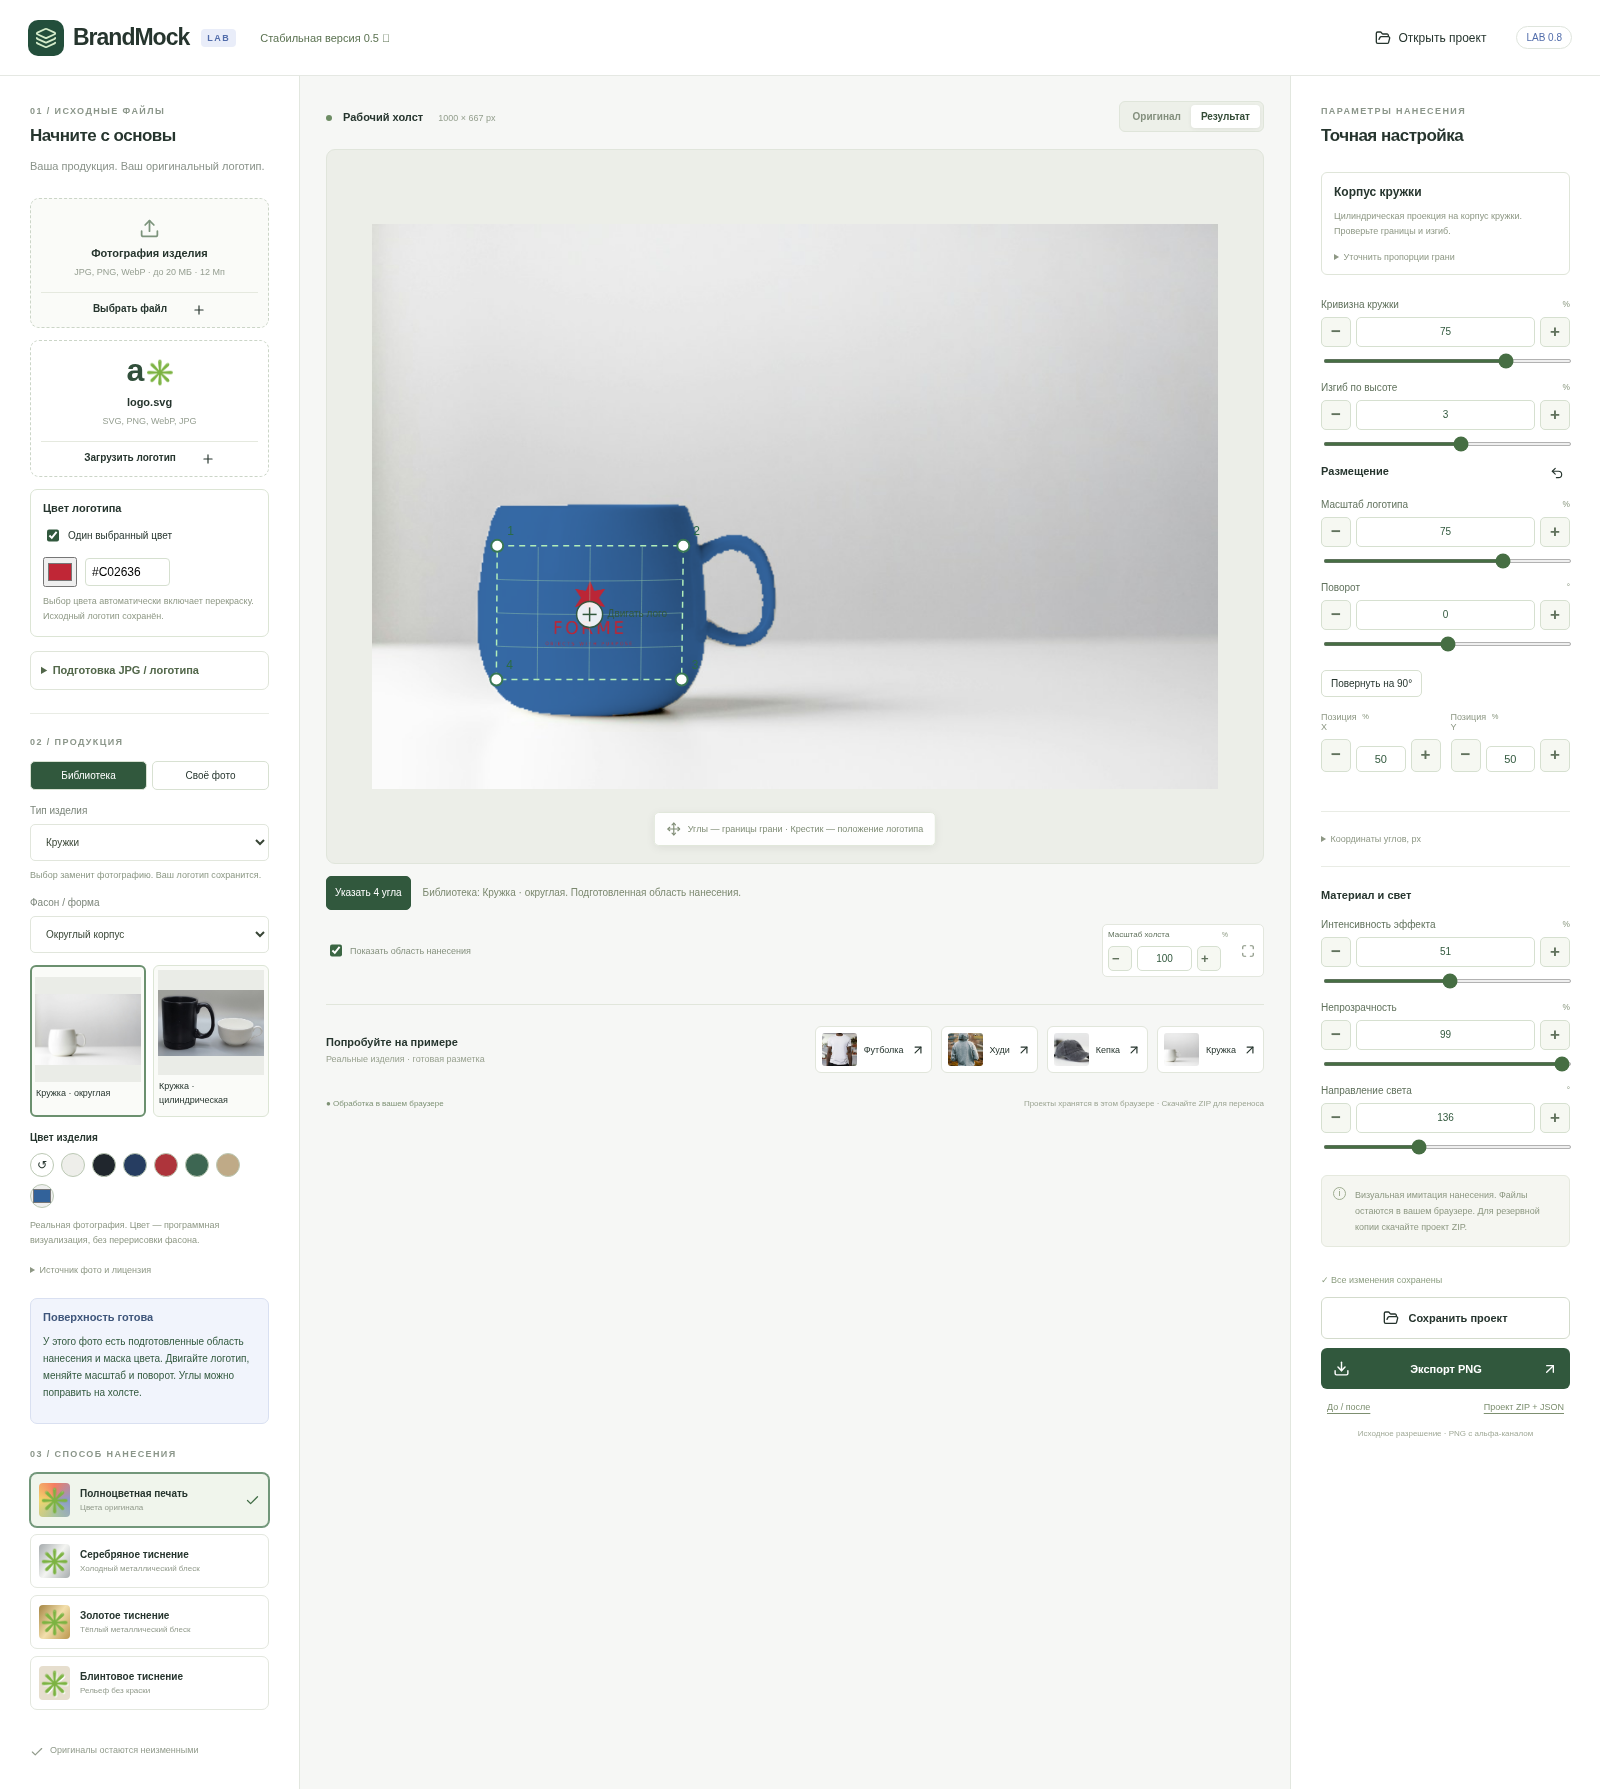 BrandMock LAB Стабильная версия 0.5
Открыть проект LAB 0.8
01 / ИСХОДНЫЕ ФАЙЛЫ
Начните с основы
Ваша продукция. Ваш оригинальный логотип.
Фотография изделия
JPG, PNG, WebP · до 20 МБ · 12 Мп
Выбрать файл +
a
logo.svg
SVG, PNG, WebP, JPG
Загрузить логотип +
Цвет логотипа
Один выбранный цвет
#C02636
Выбор цвета автоматически включает перекраску.
Исходный логотип сохранён.
Подготовка JPG / логотипа
02 / ПРОДУКЦИЯ
Библиотека Своё фото
Тип изделия
Кружки
Выбор заменит фотографию. Ваш логотип сохранится.
Фасон / форма
Округлый корпус
Кружка · округлая
Кружка ·
цилиндрическая
Цвет изделия
Реальная фотография. Цвет — программная
визуализация, без перерисовки фасона.
Источник фото и лицензия
Поверхность готова
У этого фото есть подготовленные область
нанесения и маска цвета. Двигайте логотип,
меняйте масштаб и поворот. Углы можно
поправить на холсте.
03 / СПОСОБ НАНЕСЕНИЯ
Полноцветная печать
Цвета оригинала
Серебряное тиснение
Холодный металлический блеск
Золотое тиснение
Тёплый металлический блеск
Блинтовое тиснение
Рельеф без краски
Оригиналы остаются неизменными
Рабочий холст 1000 × 667 px
Оригинал Результат
1 2
FORME
4
Углы — границы грани · Крестик — положение логотипа
Указать 4 угла Библиотека: Кружка · округлая. Подготовленная область нанесения.
Показать область нанесения
Масштаб холста %
− 100 +
Попробуйте на примере
Реальные изделия · готовая разметка
Футболка Худи Кепка Кружка
● Обработка в вашем браузере
Проекты хранятся в этом браузере · Скачайте ZIP для переноса
ПАРАМЕТРЫ НАНЕСЕНИЯ
Точная настройка
Корпус кружки
Цилиндрическая проекция на корпус кружки.
Проверьте границы и изгиб.
Уточнить пропорции грани
Кривизна кружки %
− 75 +
Изгиб по высоте %
− 3 +
Размещение
Масштаб логотипа %
− 75 +
Поворот °
− 0 +
Повернуть на 90°
Позиция X % Позиция Y %
− 50 + − 50 +
Координаты углов, px
Материал и свет
Интенсивность эффекта %
− 51 +
Непрозрачность %
− 99 +
Направление света °
− 136 +
Визуальная имитация нанесения. Файлы
остаются в вашем браузере. Для резервной
копии скачайте проект ZIP.
✓ Все изменения сохранены
Сохранить проект
Экспорт PNG
До / после Проект ZIP + JSON
Исходное разрешение · PNG с альфа-каналом